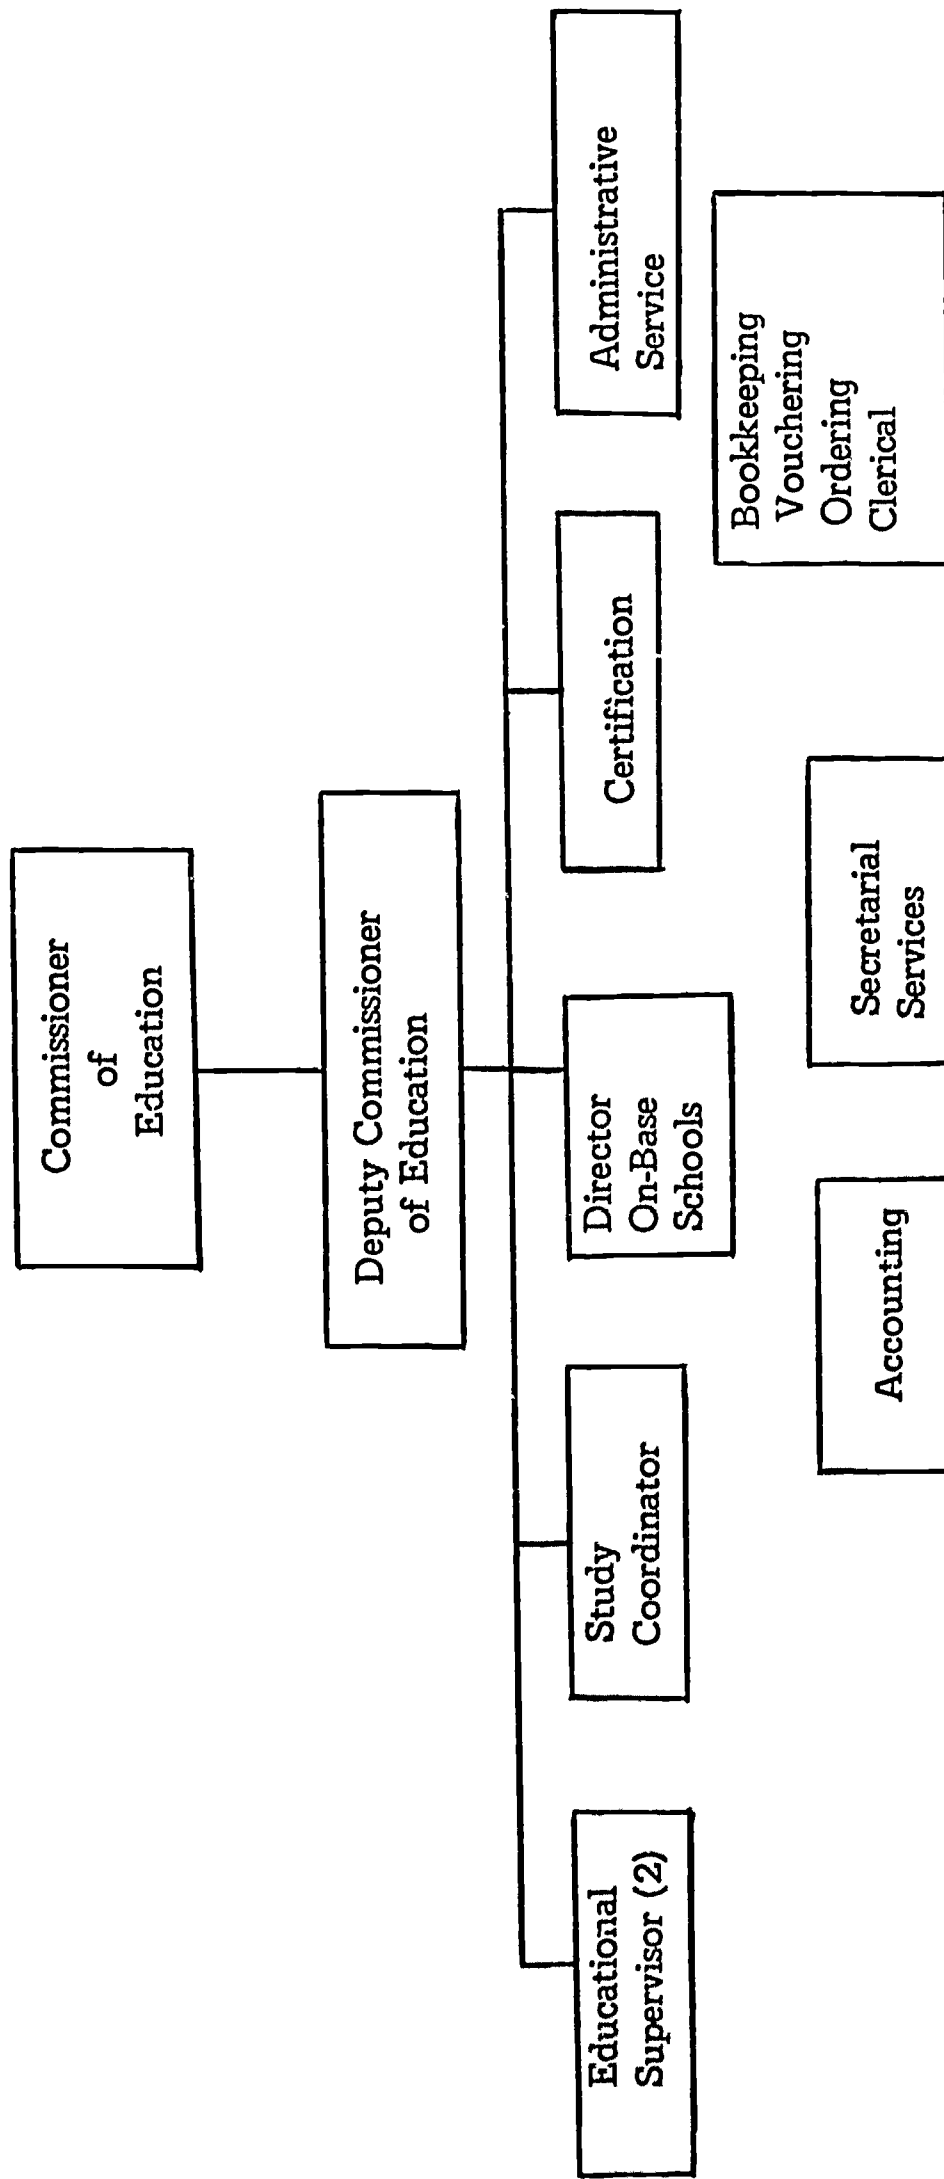 Commissioner
of
Education
Deputy Commissioner
of Education
Educational
Supervisor (2)
Study
Coordinator
Director
On-Base
Schools
Certification
Administrative
Service
Accounting
Secretarial
Services
Bookkeeping
Vouchering
Ordering
Clerical